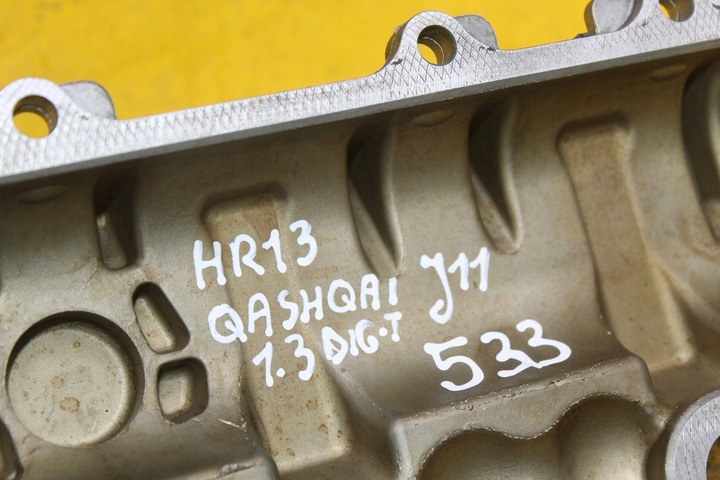 HR13
QASHQAI J11
1.3 DIG-T
533